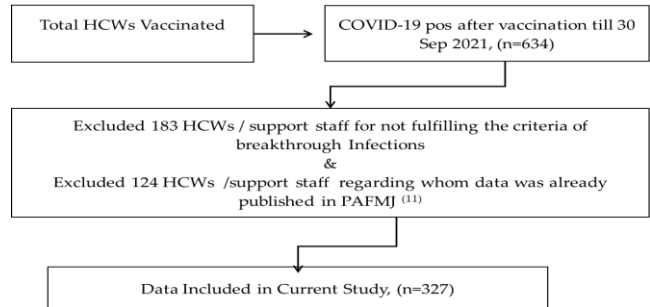 Total HCWs Vaccinated
COVID-19 pos after vaccination till 30
Sep 2021, (n=634)
Excluded 183 HCWs / support staff for not fulfilling the criteria of
breakthrough Infections
&
Excluded 124 HCWs /support staff regarding whom data was already
published in PAFMJ (11)
Data Included in Current Study, (n=327)